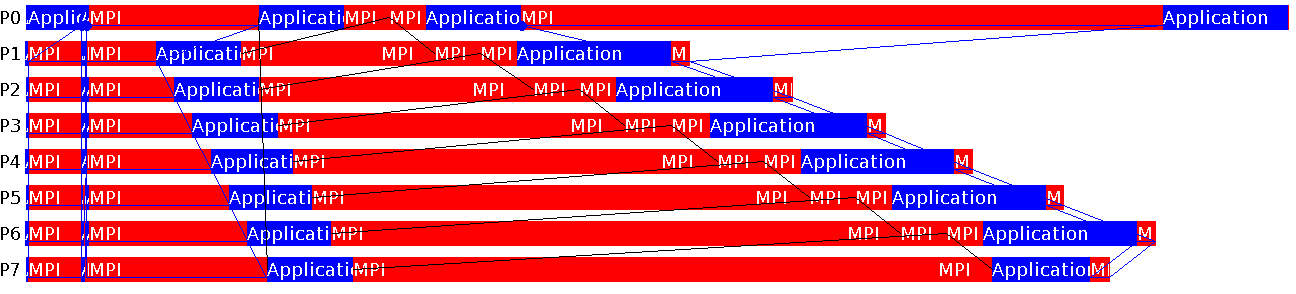 P0 Applic MPI Applicati MPI MPI Application MPI Application
P1 MPI MPI Applicati MPI MPI MPI MPI Application M
P2 MPI MPI Applicati MPI MPI MPI MPI Application M
P3 MPI MPI Applicati MPI MPI MPI MPI Application M
P4 MPI MPI Applicati MPI MPI MPI MPI Application M
P5 MPI MPI Applicati MPI MPI MPI MPI Application M
P6 MPI MPI Applicati MPI MPI MPI MPI Application M
P7 MPI MPI Applicati MPI MPI Application M